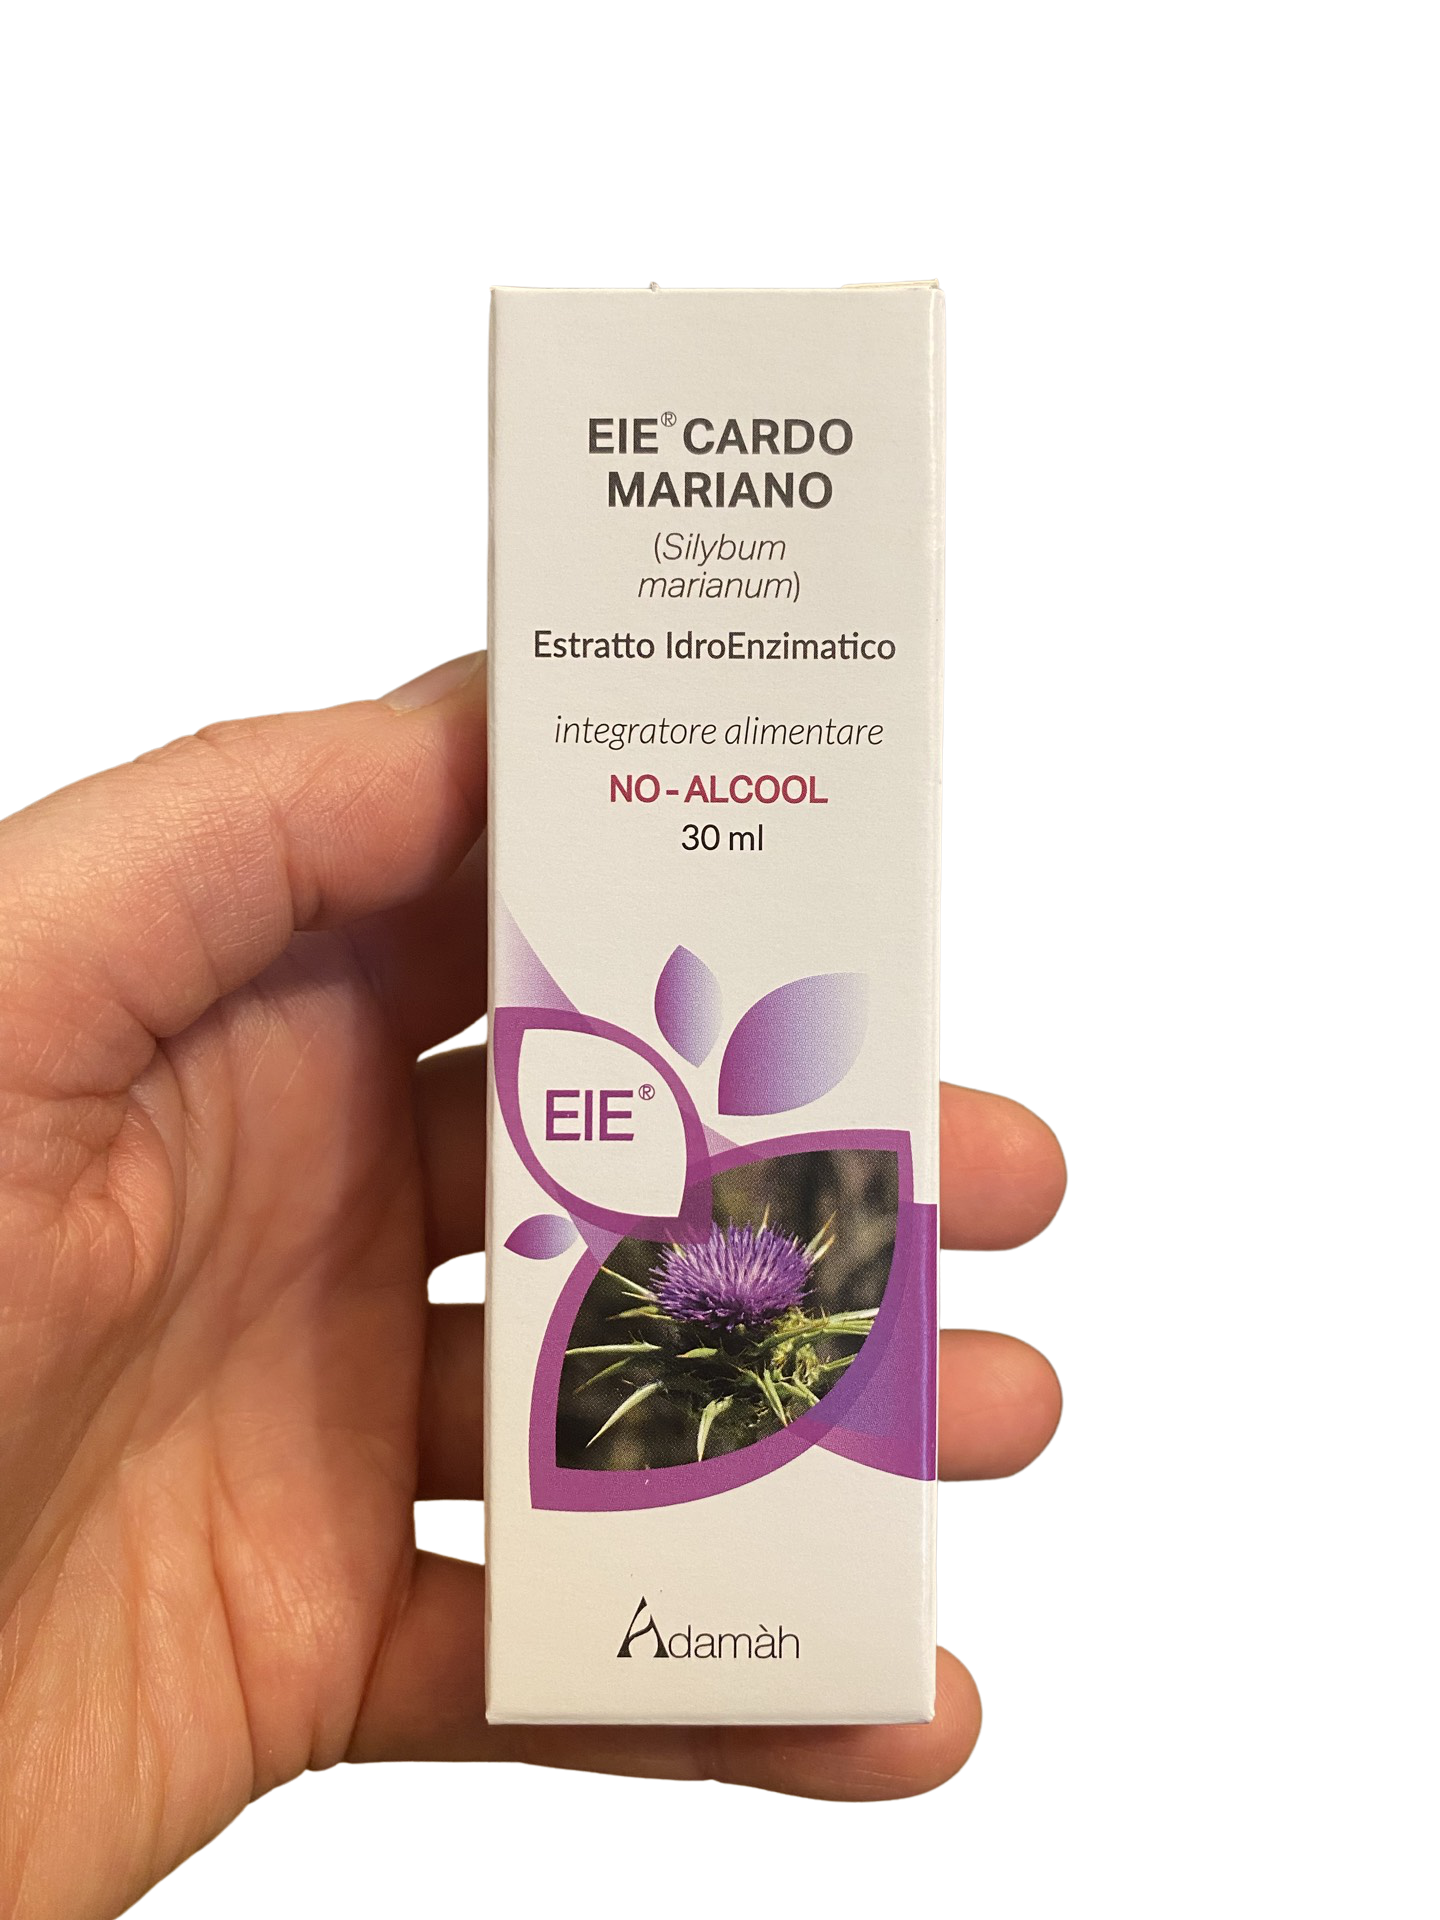 EIE® CARDO
MARIANO
(Silybum
marianum)
Estratto IdroEnzimatico
integratore alimentare
NO-ALCOOL
30 ml
EIE®
Adamàh